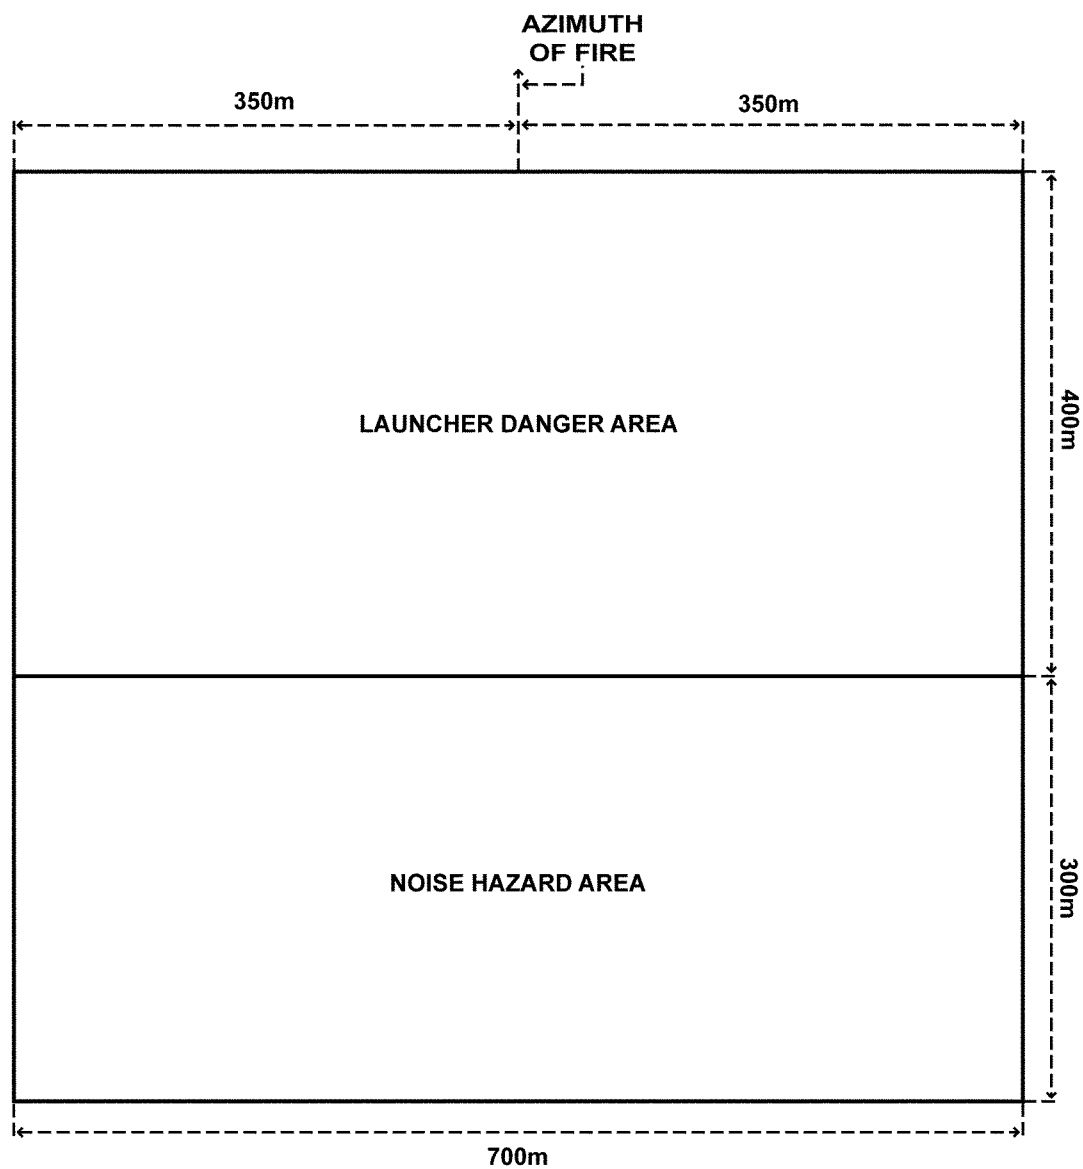 AZIMUTH
OF FIRE
350m
350m
400m
LAUNCHER DANGER AREA
300m
NOISE HAZARD AREA
700m